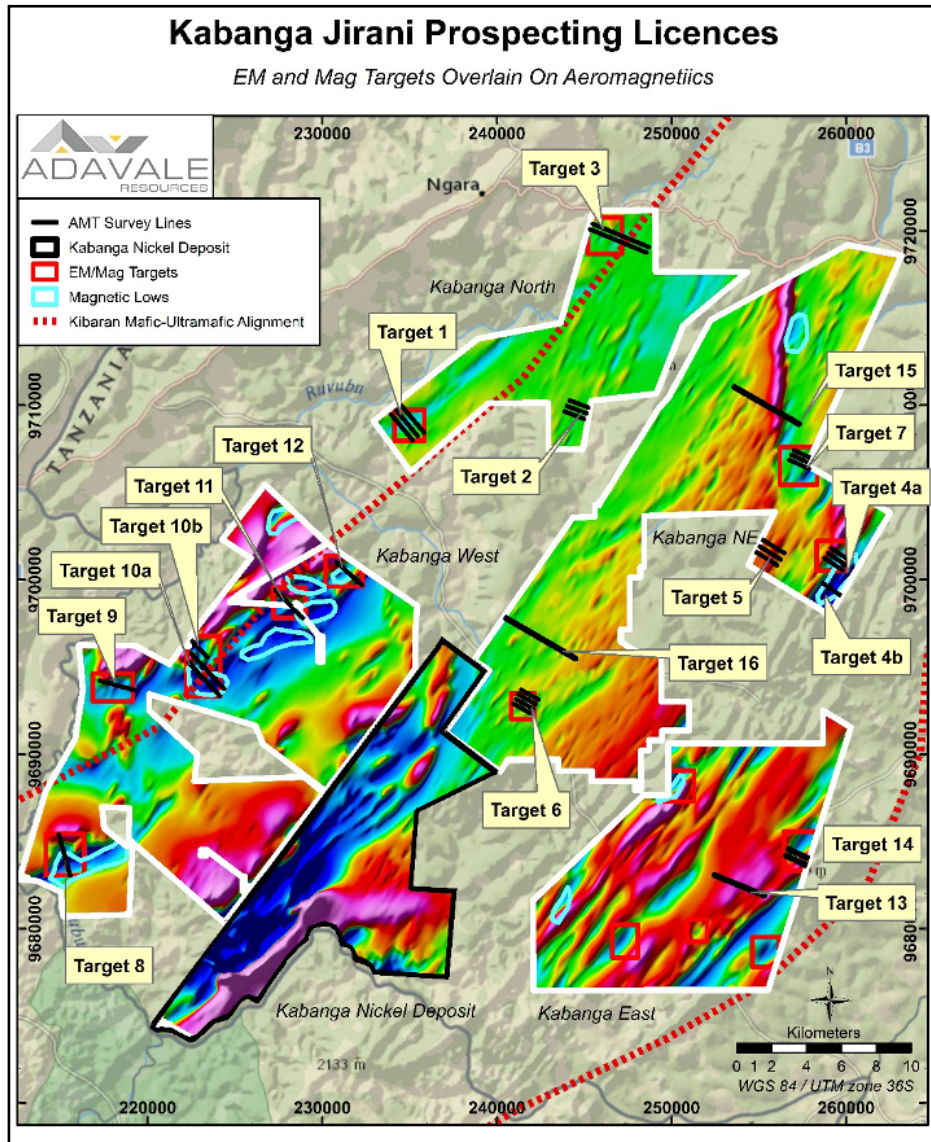 Kabanga Jirani Prospecting Licences
EM and Mag Targets Overlain On Aeromagnetiics
ADAVALE
RESOURCES
AMT Survey Lines
Kabanga Nickel Deposit
EM/Mag Targets
Magnetic Lows
Kibaran Mafic-Ultramafic Alignment
230000
240000
250000
260000
B3
Ngara
Target 3
9720000
Kabanga North
Target 1
Ruvubu
TANZANIA
9710000
9710000
Target 15
Target 7
Target 2
Target 12
Target 11
Target 10b
Target 10a
Target 9
Kabanga West
Kabanga NE
Target 4a
9700000
9700000
Target 5
Target 4b
Target 16
9690000
9690000
Target 6
Target 14
Target 13
9680000
9680000
Target 8
Kabanga Nickel Deposit
Kabanga East
N
2133 m
Kilometers
0 1 2 4 6 8 10
WGS 84 / UTM zone 36S
220000
230000
240000
250000
260000